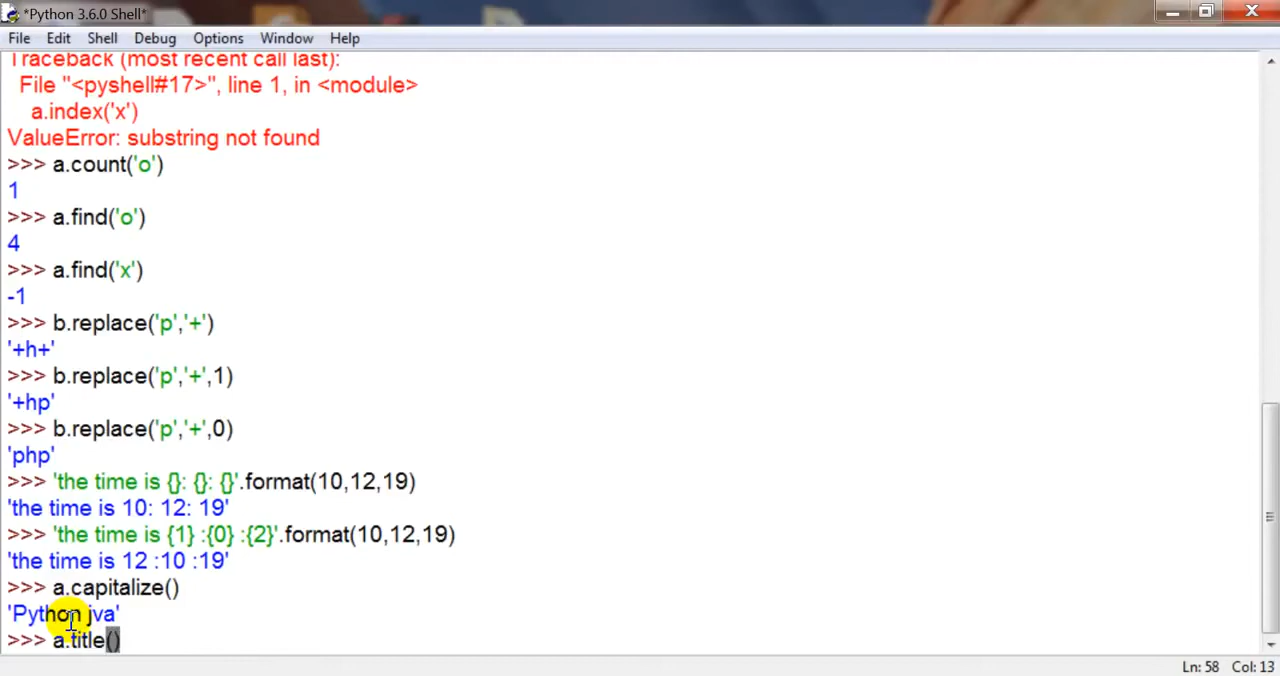 *Python 3.6.0 Shell*
File Edit Shell Debug Options Window Help
Traceback (most recent call last):
File "<pyshell#17>", line 1, in <module>
a.index('x')
ValueError: substring not found
>>> a.count('o')
1
>>> a.find('o')
4
>>> a.find('x')
-1
>>> b.replace('p','+')
'+h+'
>>> b.replace('p','+',1)
'+hp'
>>> b.replace('p','+',0)
'php'
>>> 'the time is {}: {}: {}'.format(10,12,19)
'the time is 10: 12: 19'
>>> 'the time is {1} :{0} :{2}'.format(10,12,19)
'the time is 12 :10 :19'
>>> a.capitalize()
'Python jva'
>>> a.title()
Ln: 58 Col: 13